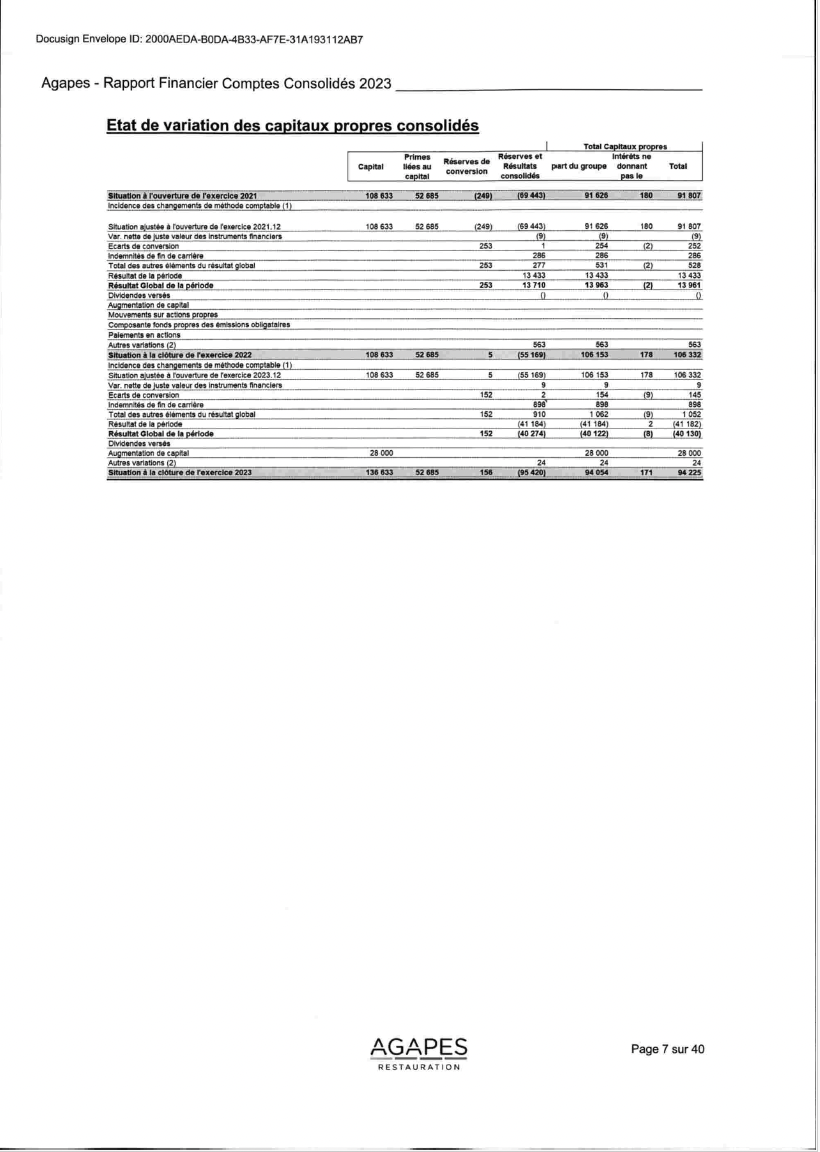 Docusign Envelope ID: 2000AEDA-B0DA-4B33-AF7E-31A193112AB7
Agapes - Rapport Financier Comptes Consolidés 2023
Etat de variation des capitaux propres consolidés
Total Capitaux propres
Capital Primes liées au capital Réserves de conversion Réserves et Résultats consolidés part du groupe Intérêts ne donnant pas le Total
Situation à l'ouverture de l'exercice 2021 108 633 52 685 (249) (69 443) 91 626 180 91 807
Incidence des changements de méthode comptable (1)
Situation ajustée à l'ouverture de l'exercice 2021.12 108 633 52 685 (249) (69 443) 91 626 180 91 807
Var. nette de juste valeur des instruments financiers (9) (9) (9)
Ecarts de conversion 253 1 254 (2) 252
Indemnités de fin de carrière 286 286 286
Total des autres éléments du résultat global 253 277 531 (2) 528
Résultat de la période 13 433 13 433 13 433
Résultat Global de la période 253 13 710 13 963 (2) 13 961
Dividendes versés () () ()
Augmentation de capital
Mouvements sur actions propres
Composante fonds propres des émissions obligataires
Paiements en actions
Autres variations (2) 563 563 563
Situation à la clôture de l'exercice 2022 108 633 52 685 5 (55 169) 106 153 178 106 332
Incidence des changements de méthode comptable (1)
Situation ajustée à l'ouverture de l'exercice 2023.12 108 633 52 685 5 (55 169) 106 153 178 106 332
Var. nette de juste valeur des instruments financiers 9 9 9
Ecarts de conversion 152 2 154 (9) 145
Indemnités de fin de carrière 898 898 898
Total des autres éléments du résultat global 152 910 1 062 (9) 1 052
Résultat de la période (41 184) (41 184) 2 (41 182)
Résultat Global de la période 152 (40 274) (40 122) (8) (40 130)
Dividendes versés
Augmentation de capital 28 000 28 000 28 000
Autres variations (2) 24 24 24
Situation à la clôture de l'exercice 2023 136 633 52 685 156 (95 420) 94 054 171 94 225
AGAPES
RESTAURATION
Page 7 sur 40